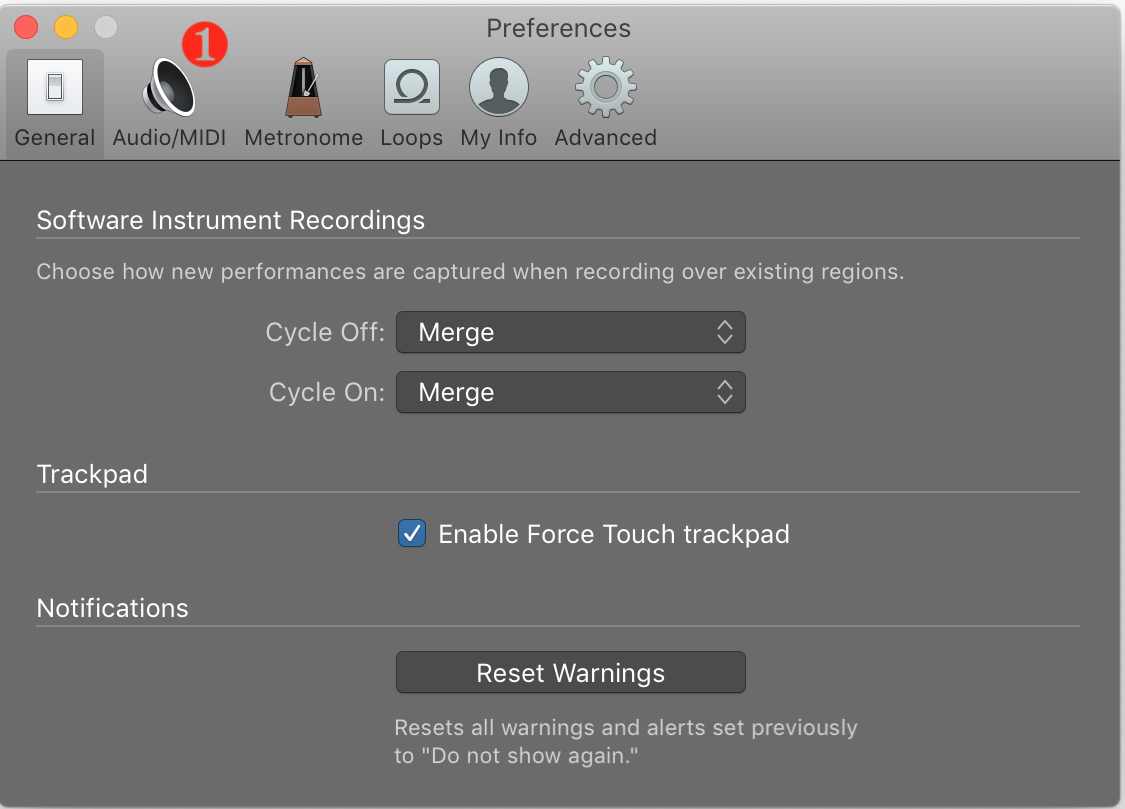 Preferences
1
General Audio/MIDI Metronome Loops My Info Advanced
Software Instrument Recordings
Choose how new performances are captured when recording over existing regions.
Cycle Off: Merge
Cycle On: Merge
Trackpad
Enable Force Touch trackpad
Notifications
Reset Warnings
Resets all warnings and alerts set previously
to "Do not show again."